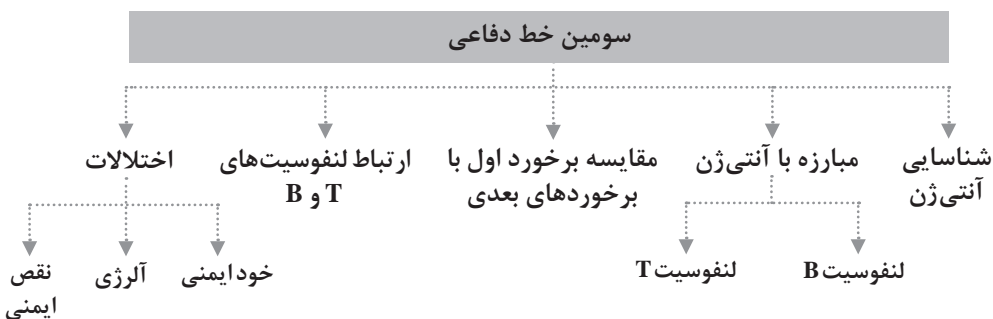 سومین خط دفاعی
شناسایی
آنتی‌ژن
مبارزه با آنتی‌ژن
مقایسه برخورد اول با
برخوردهای بعدی
ارتباط لنفوسیت‌های
T و B
اختلالات
لنفوسیت B
لنفوسیت T
خودایمنی
آلرژی
نقص
ایمنی